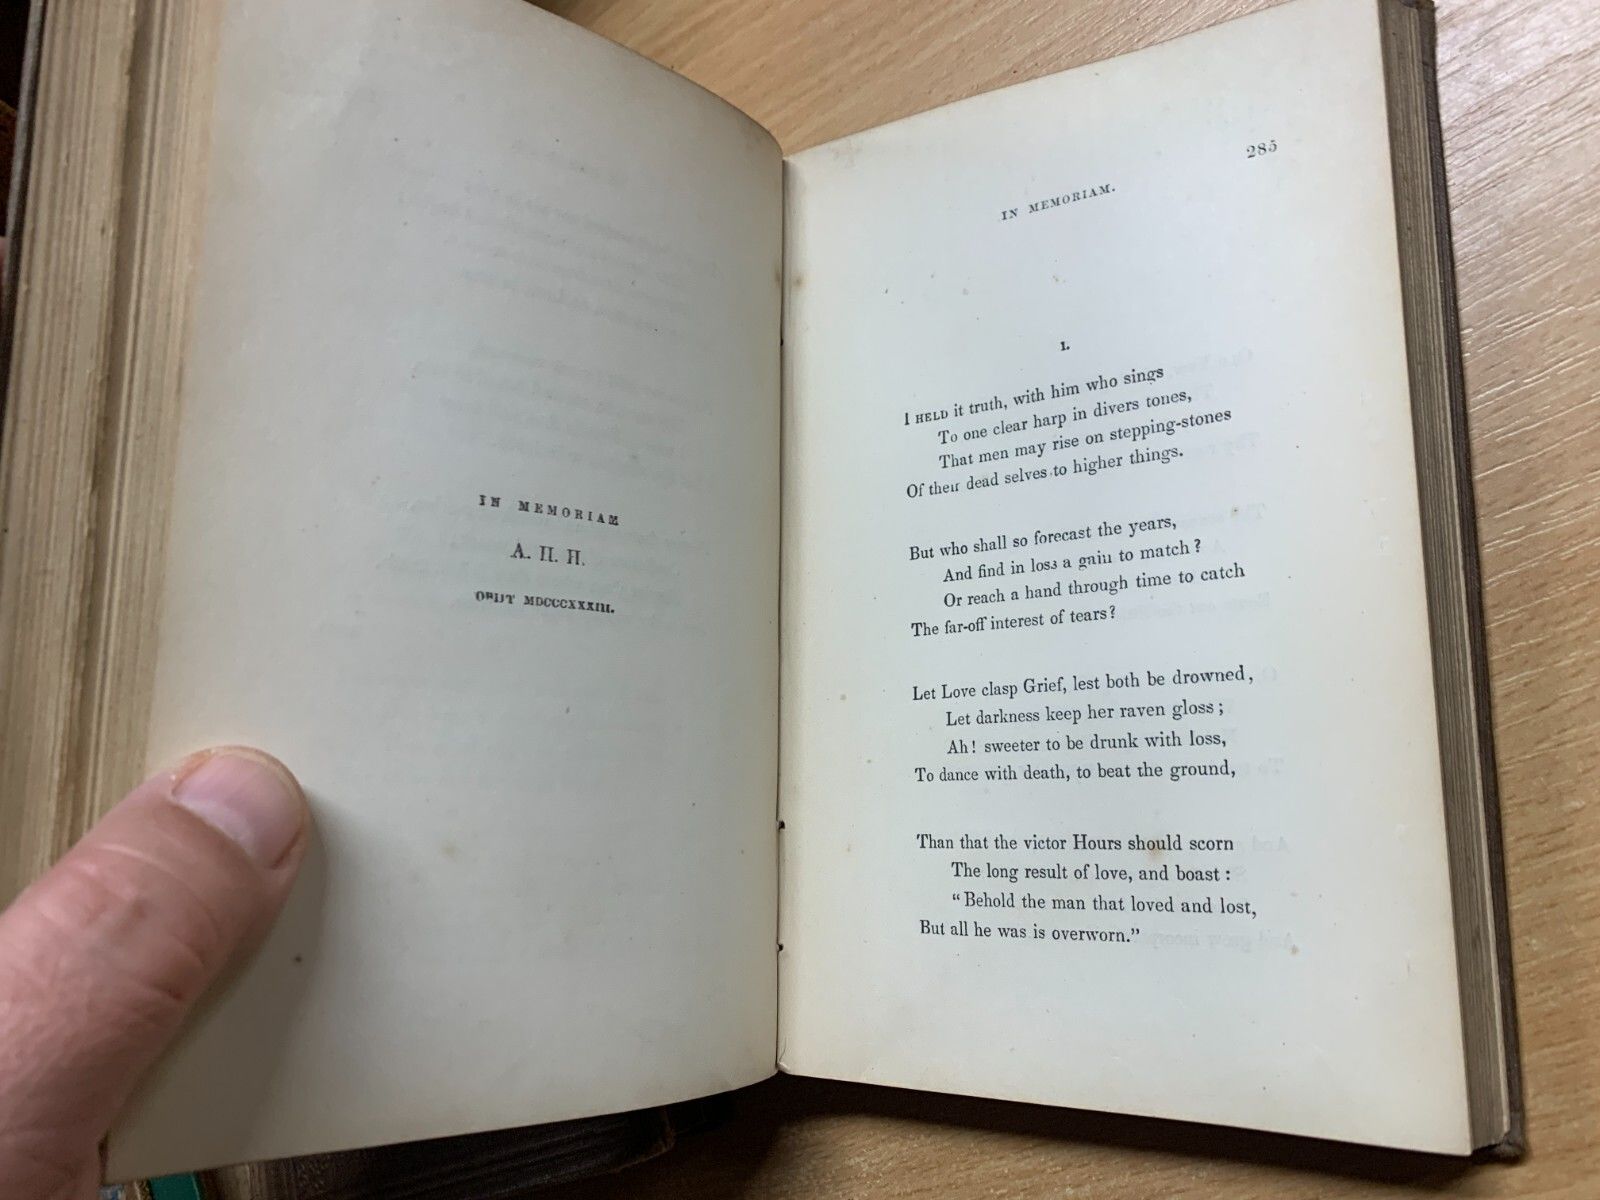 IN MEMORIAM
A. H. H.
OBIIT MDCCCXXXIII.
285
IN MEMORIAM.
I.
I HELD it truth, with him who sings
To one clear harp in divers tones,
That men may rise on stepping-stones
Of their dead selves to higher things.
But who shall so forecast the years,
And find in loss a gain to match?
Or reach a hand through time to catch
The far-off interest of tears?
Let Love clasp Grief, lest both be drowned,
Let darkness keep her raven gloss;
Ah! sweeter to be drunk with loss,
To dance with death, to beat the ground,
Than that the victor Hours should scorn
The long result of love, and boast:
"Behold the man that loved and lost,
But all he was is overworn."